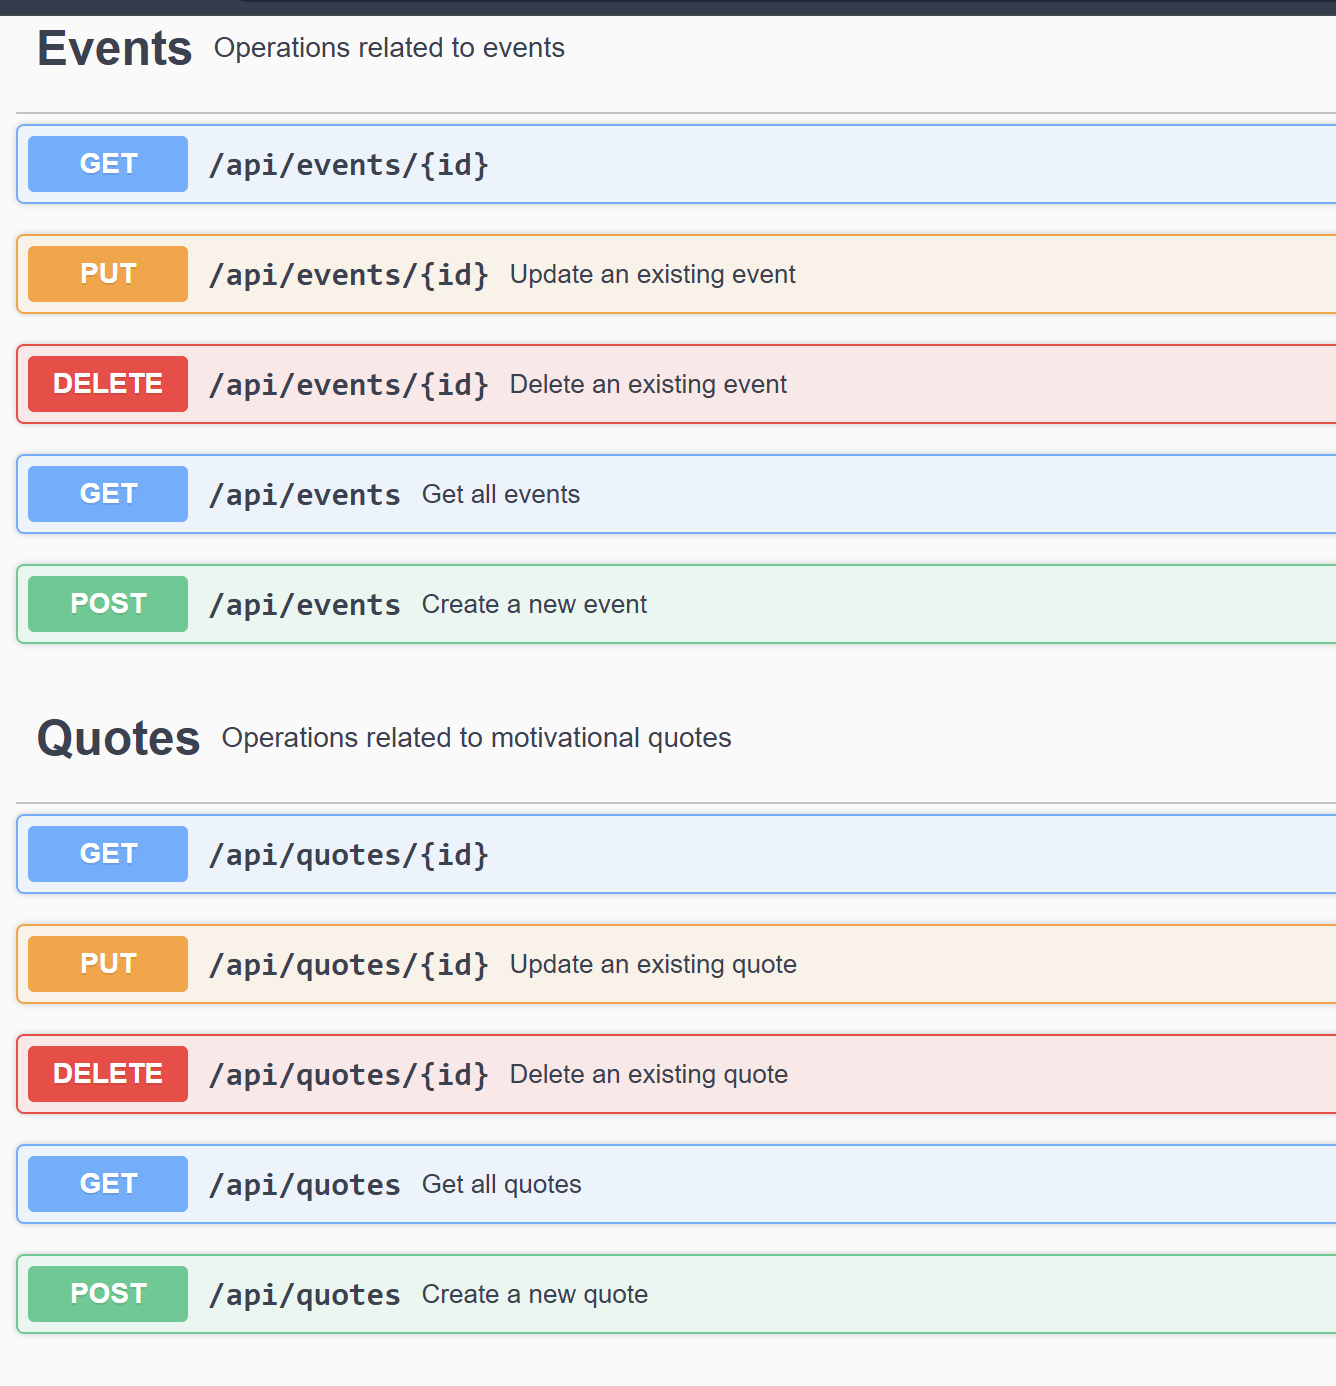 Events Operations related to events
GET /api/events/{id}
PUT /api/events/{id} Update an existing event
DELETE /api/events/{id} Delete an existing event
GET /api/events Get all events
POST /api/events Create a new event
Quotes Operations related to motivational quotes
GET /api/quotes/{id}
PUT /api/quotes/{id} Update an existing quote
DELETE /api/quotes/{id} Delete an existing quote
GET /api/quotes Get all quotes
POST /api/quotes Create a new quote